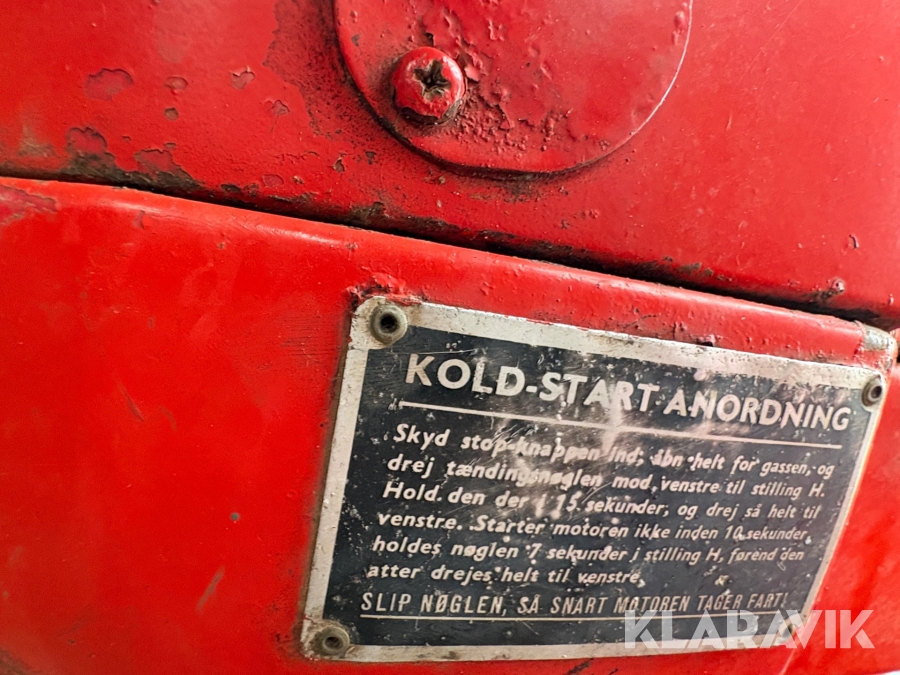 KOLD-START ANORDNING
Skyd stop-knappen ind, åbn helt for gassen, og
drej tændingsnøglen mod venstre til stilling H.
Hold den der i 15 sekunder, og drej så helt til
venstre. Starter motoren ikke inden 10 sekunder,
holdes nøglen 7 sekunder i stilling H, førend den
atter drejes helt til venstre.
SLIP NØGLEN, SÅ SNART MOTOREN TAGER FART!
KLARAVIK